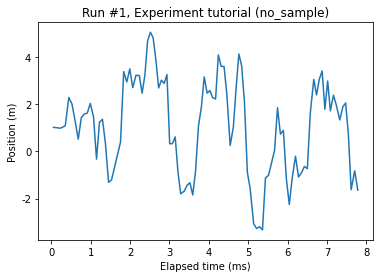 Run #1, Experiment tutorial (no_sample)
Position (m)
4
2
0
-2
0 1 2 3 4 5 6 7 8
Elapsed time (ms)